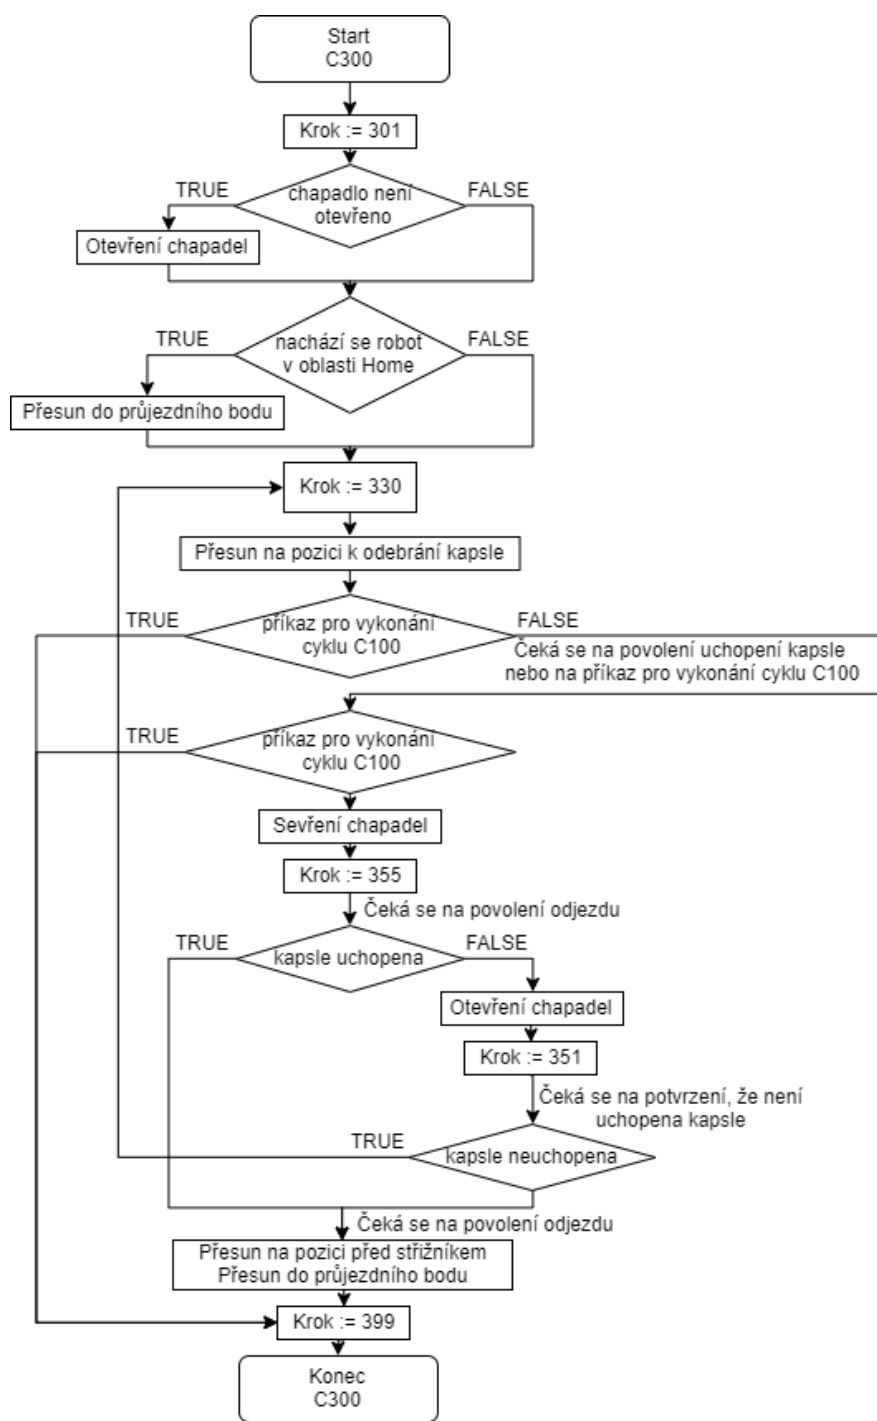 Start
C300
Krok := 301
TRUE
chapadlo není
otevřeno
FALSE
Otevření chapadel
TRUE
nachází se robot
v oblasti Home
FALSE
Přesun do průjezdního bodu
Krok := 330
Přesun na pozici k odebrání kapsle
TRUE
příkaz pro vykonání
cyklu C100
FALSE
Čeká se na povolení uchopení kapsle
nebo na příkaz pro vykonání cyklu C100
TRUE
příkaz pro vykonání
cyklu C100
Sevření chapadel
Krok := 355
Čeká se na povolení odjezdu
TRUE
kapsle uchopena
FALSE
Otevření chapadel
Krok := 351
Čeká se na potvrzení, že není
uchopena kapsle
TRUE
kapsle neuchopena
Čeká se na povolení odjezdu
Přesun na pozici před střižníkem
Přesun do průjezdního bodu
Krok := 399
Konec
C300